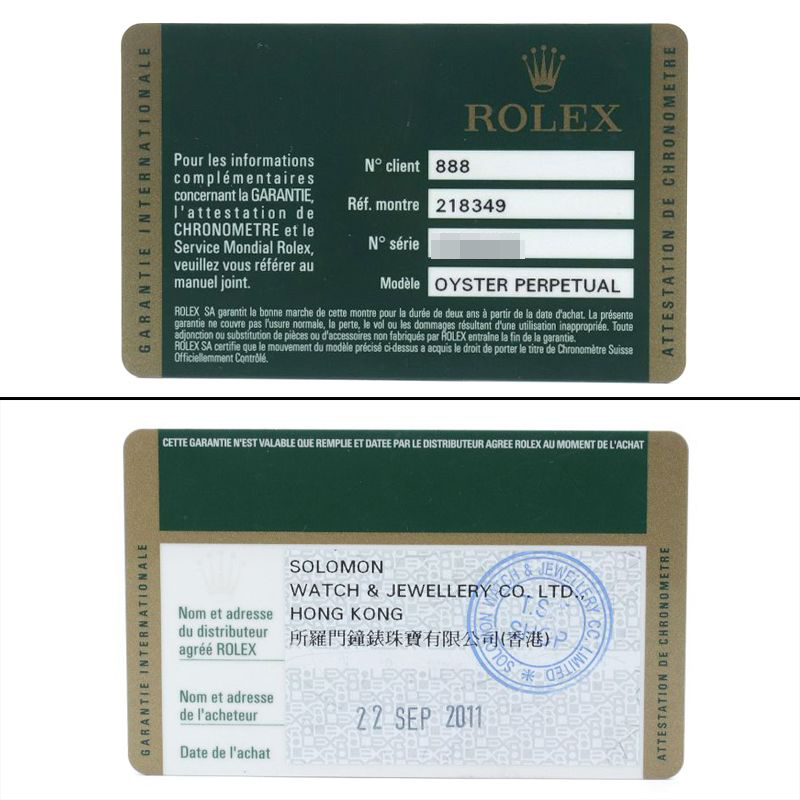 GARANTIE INTERNATIONALE
ROLEX
Pour les informations
complémentaires
concernant la GARANTIE,
l'attestation de
CHRONOMETRE et le
Service Mondial Rolex,
veuillez vous référer au
manuel joint.
N° client 888
Réf. montre 218349
N° série
Modèle OYSTER PERPETUAL
ROLEX SA garantit la bonne marche de cette montre pour la durée de deux ans à partir de la date d'achat. La présente
garantie ne couvre pas l'usure normale, la perte, le vol ou les dommages résultant d'une utilisation inappropriée. Toute
adjonction ou substitution de pièces ou d'accessoires non fabriqués par ROLEX entraîne la fin de la garantie.
ROLEX SA certifie que le mouvement du modèle précisé ci-dessus a acquis le droit de porter le titre de Chronomètre Suisse
Officiellement Contrôlé.
ATTESTATION DE CHRONOMETRE
CETTE GARANTIE N'EST VALABLE QUE REMPLIE ET DATEE PAR LE DISTRIBUTEUR AGREE ROLEX AU MOMENT DE L'ACHAT
GARANTIE INTERNATIONALE
Nom et adresse
du distributeur
agréé ROLEX
SOLOMON
WATCH & JEWELLERY CO. LTD.,
HONG KONG
所羅門鐘錶珠寶有限公司(香港)
SOLOMON WATCH & JEWELLERY CO. LIMITED
T.S.T.
SHOP
Nom et adresse
de l'acheteur
22 SEP 2011
Date de l'achat
ATTESTATION DE CHRONOMETRE